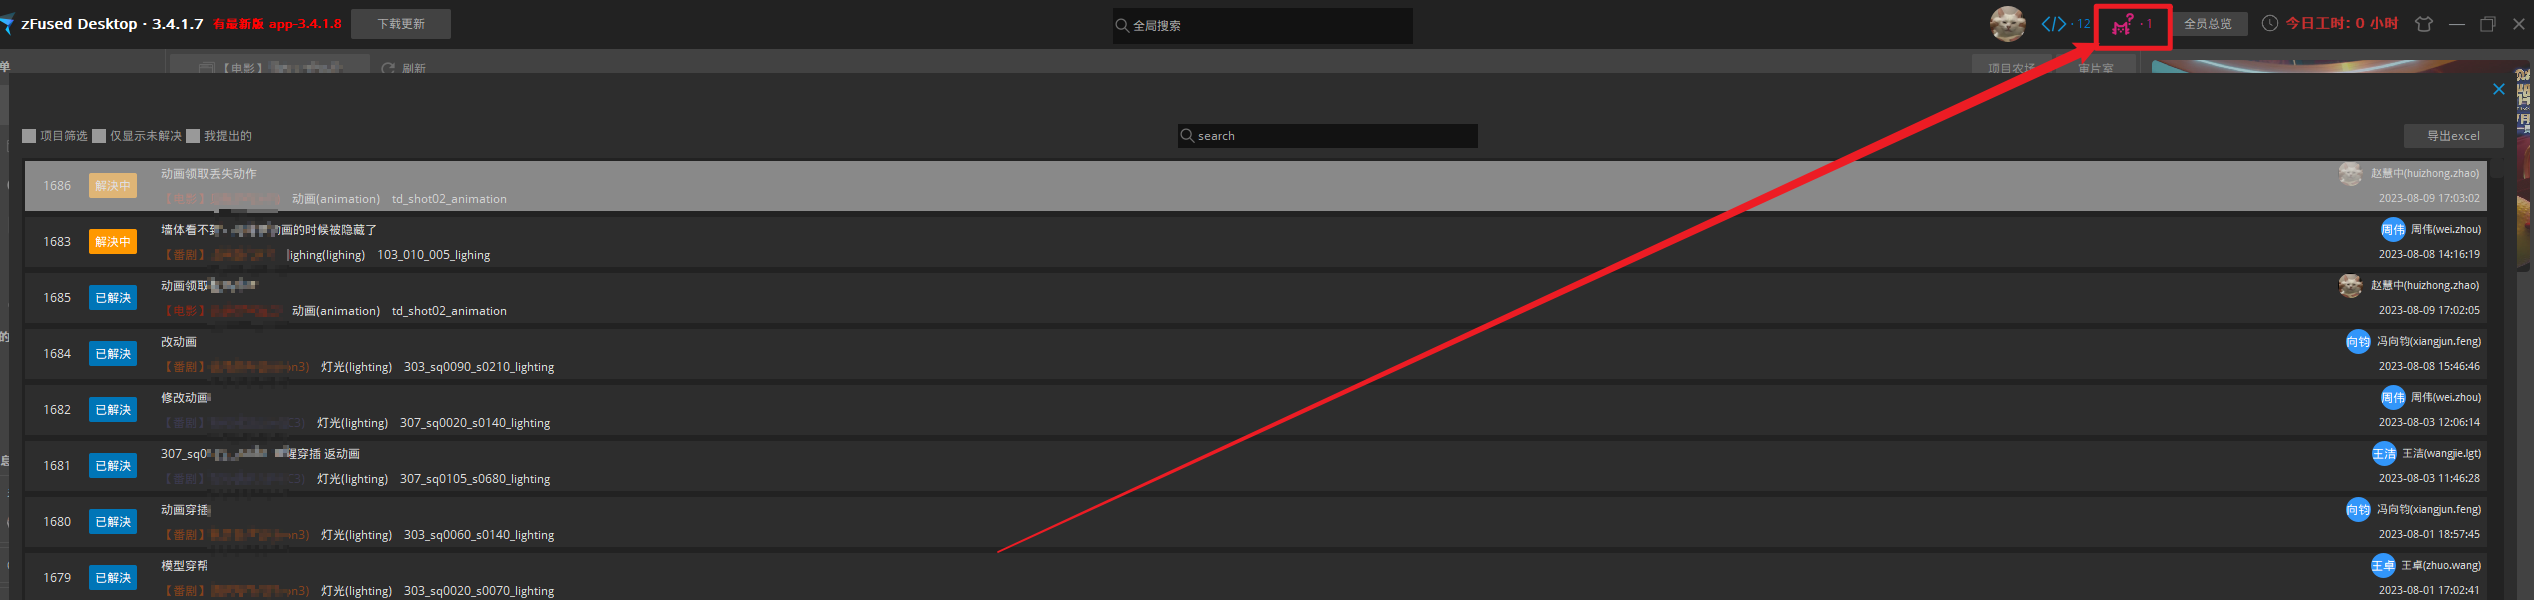 zFused Desktop · 3.4.1.7 有最新版 app-3.4.1.8 下载更新 全局搜索 · 12 · 1 全员总览 今日工时: 0 小时
单 【电影】 刷新 项目农场 审片室
项目筛选 仅显示未解决 我提出的 search 导出excel
1686 解决中 动画领取丢失动作 赵慧中(huizhong.zhao)
【电影】 动画(animation) td_shot02_animation 2023-08-09 17:03:02
1683 解决中 墙体看不到 动画的时候被隐藏了 周伟(wei.zhou)
【番剧】 lighing(lighing) 103_010_005_lighing 2023-08-08 14:16:19
1685 已解决 动画领取 赵慧中(huizhong.zhao)
【电影】 动画(animation) td_shot02_animation 2023-08-09 17:02:05
1684 已解决 改动画 向钧 冯向钧(xiangjun.feng)
【番剧】 n3) 灯光(lighting) 303_sq0090_s0210_lighting 2023-08-08 15:46:46
1682 已解决 修改动画 周伟 周伟(wei.zhou)
【番剧】 3) 灯光(lighting) 307_sq0020_s0140_lighting 2023-08-03 12:06:14
1681 已解决 307_sq0 穿插 返动画 王洁 王洁(wangjie.lgt)
【番剧】 3) 灯光(lighting) 307_sq0105_s0680_lighting 2023-08-03 11:46:28
1680 已解决 动画穿插 向钧 冯向钧(xiangjun.feng)
【番剧】 n3) 灯光(lighting) 303_sq0060_s0140_lighting 2023-08-01 18:57:45
1679 已解决 模型穿帮 王卓 王卓(zhuo.wang)
【番剧】 n3) 灯光(lighting) 303_sq0020_s0070_lighting 2023-08-01 17:02:41